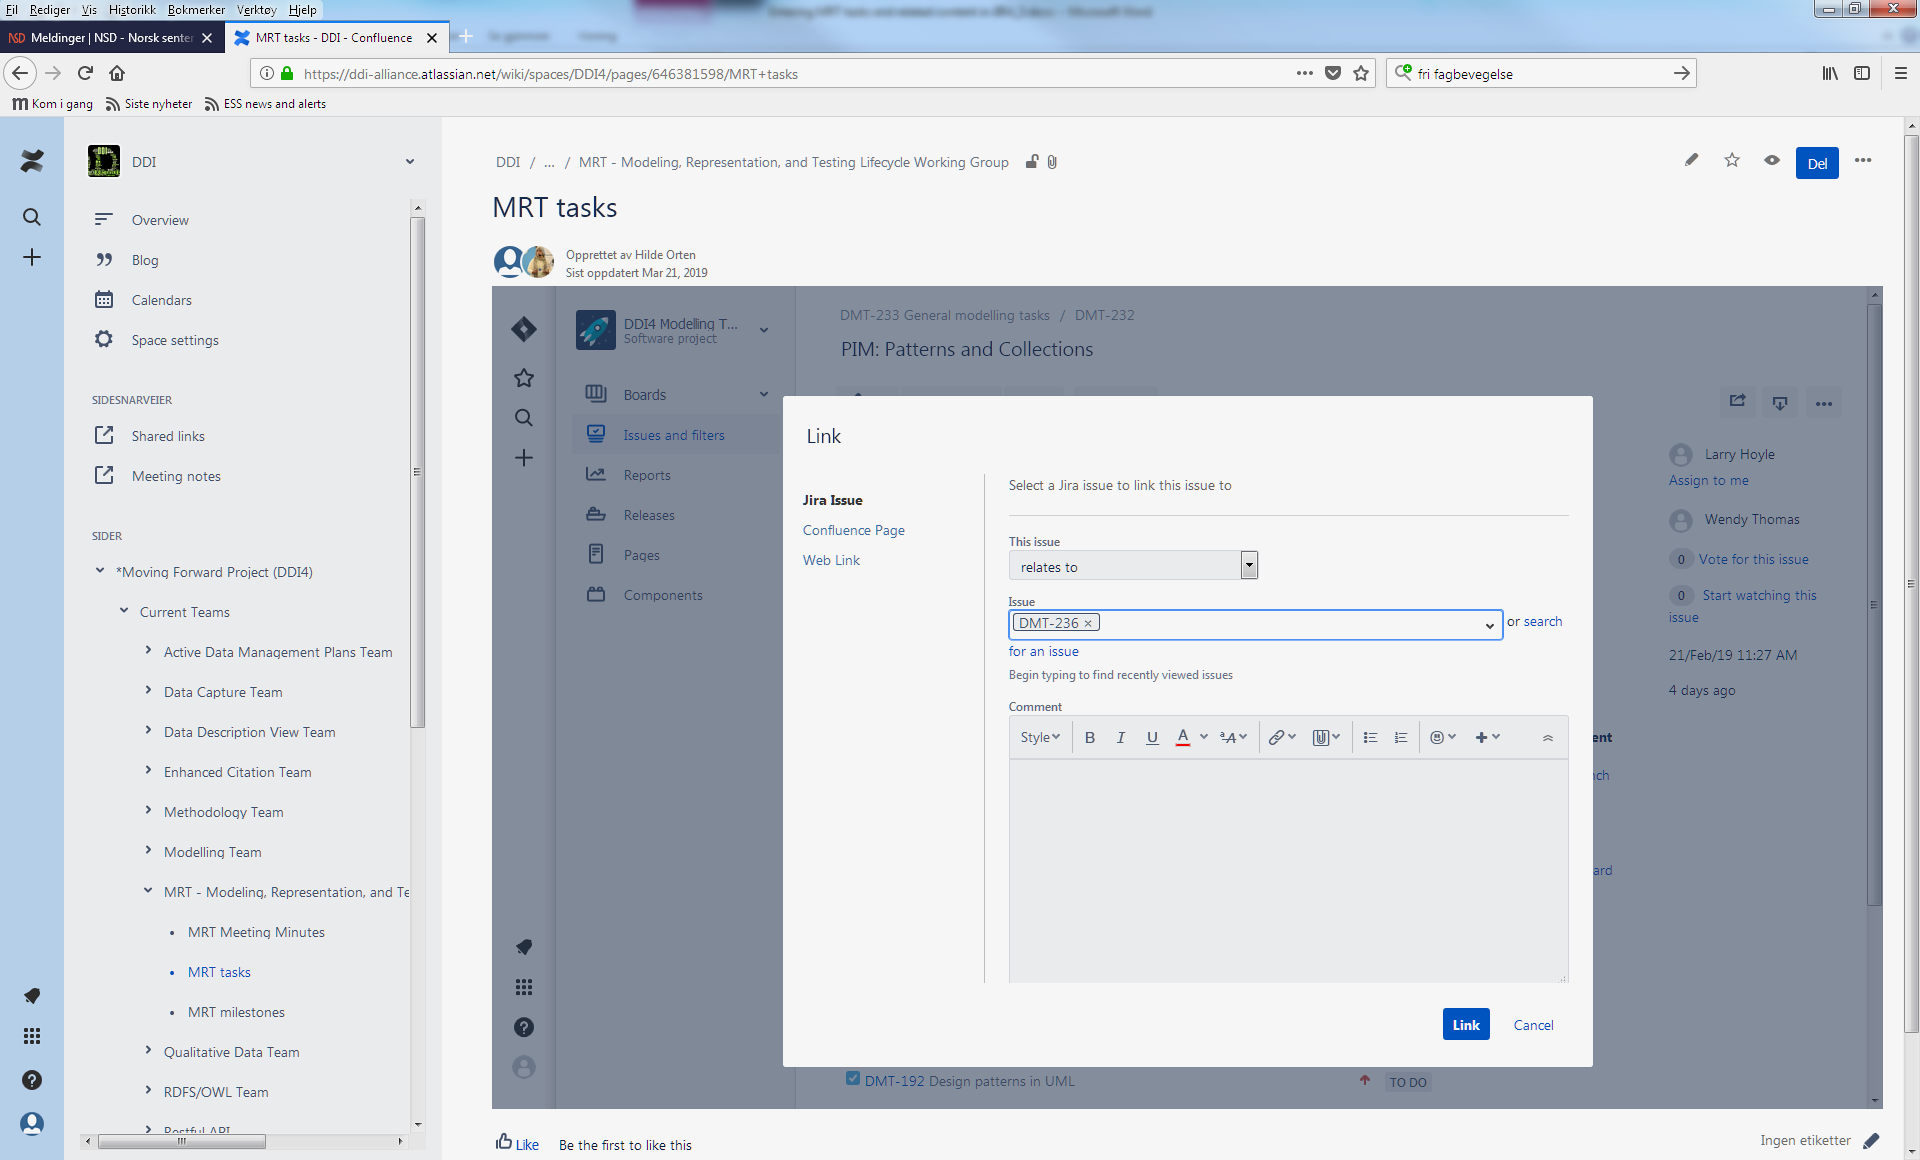 Fil Rediger Vis Historikk Bokmerker Verktøy Hjelp
NSD Meldinger | NSD - Norsk senter
MRT tasks - DDI - Confluence
https://ddi-alliance.atlassian.net/wiki/spaces/DDI4/pages/646381598/MRT+tasks
fri fagbevegelse
Kom i gang Siste nyheter ESS news and alerts
DDI
Overview
Blog
Calendars
Space settings
SIDESNARVEIER
Shared links
Meeting notes
SIDER
*Moving Forward Project (DDI4)
Current Teams
Active Data Management Plans Team
Data Capture Team
Data Description View Team
Enhanced Citation Team
Methodology Team
Modelling Team
MRT - Modeling, Representation, and Te
MRT Meeting Minutes
MRT tasks
MRT milestones
Qualitative Data Team
RDFS/OWL Team
Restful API
DDI / ... / MRT - Modeling, Representation, and Testing Lifecycle Working Group
Del
MRT tasks
Opprettet av Hilde Orten
Sist oppdatert Mar 21, 2019
DDI4 Modelling T...
Software project
Boards
Issues and filters
Reports
Releases
Pages
Components
DMT-233 General modelling tasks / DMT-232
PIM: Patterns and Collections
Link
Jira Issue
Confluence Page
Web Link
Select a Jira issue to link this issue to
This issue
relates to
Issue
DMT-236 ×
or search
for an issue
Begin typing to find recently viewed issues
Comment
Style B I U A
Link Cancel
Larry Hoyle
Assign to me
Wendy Thomas
0 Vote for this issue
0 Start watching this
issue
21/Feb/19 11:27 AM
4 days ago
ent
nch
ard
DMT-192 Design patterns in UML
TO DO
Like Be the first to like this
Ingen etiketter